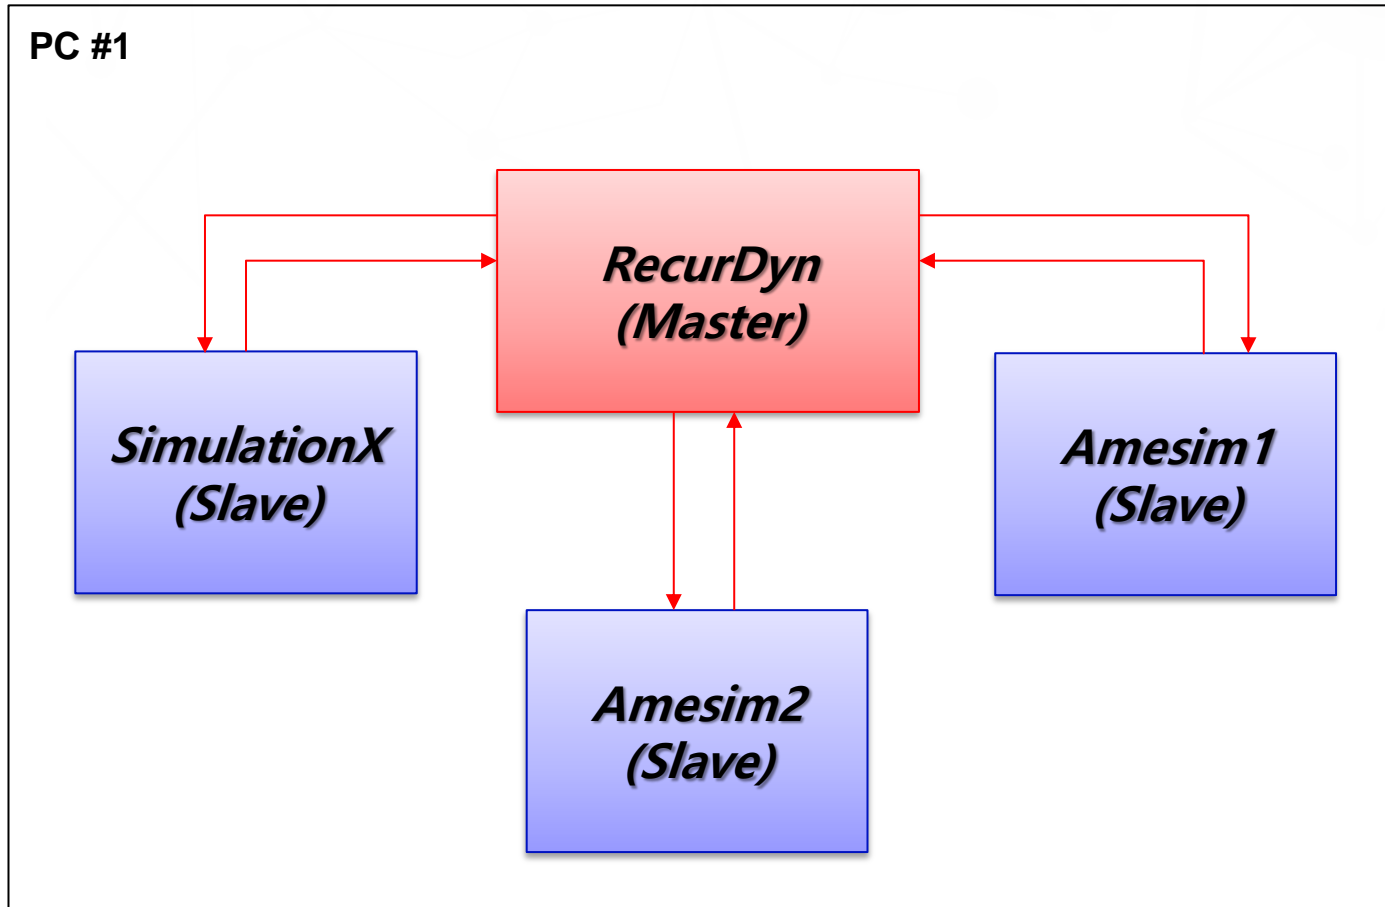 PC #1
RecurDyn
(Master)
SimulationX
(Slave)
Amesim1
(Slave)
Amesim2
(Slave)